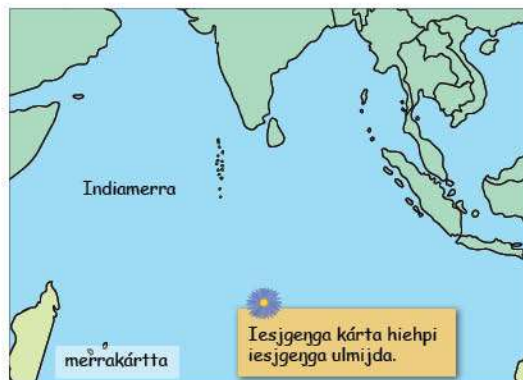 Indiamerra
Iesjgeŋga kárta hiehpi
iesjgeŋga ulmijda.
merrakártta